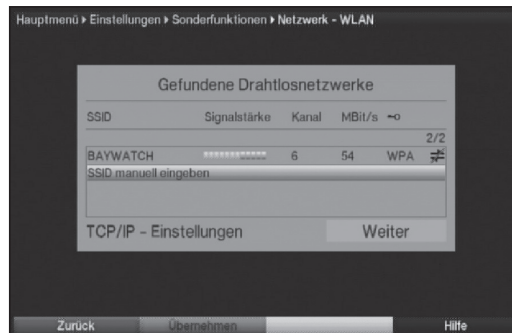 Hauptmenü ▸ Einstellungen ▸ Sonderfunktionen ▸ Netzwerk - WLAN
Gefundene Drahtlosnetzwerke
SSID Signalstärke Kanal MBit/s
2/2
BAYWATCH 6 54 WPA
SSID manuell eingeben
TCP/IP - Einstellungen Weiter
Zurück Übernehmen Hilfe